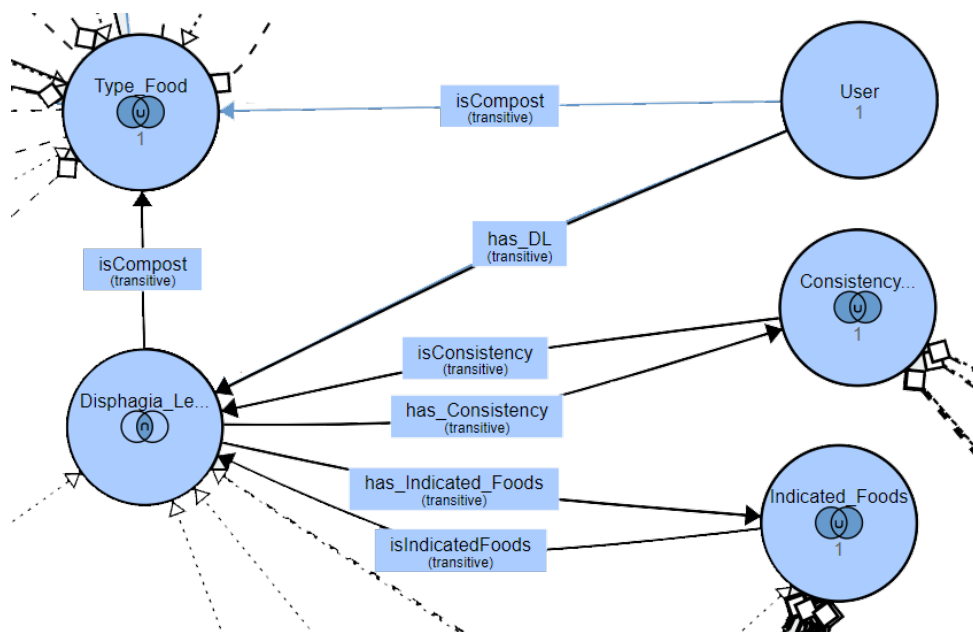 Type_Food
1
isCompost
(transitive)
User
1
has_DL
(transitive)
isCompost
(transitive)
Consistency...
1
isConsistency
(transitive)
has_Consistency
(transitive)
Disphagia_Le...
has_Indicated_Foods
(transitive)
isIndicatedFoods
(transitive)
Indicated_Foods
1